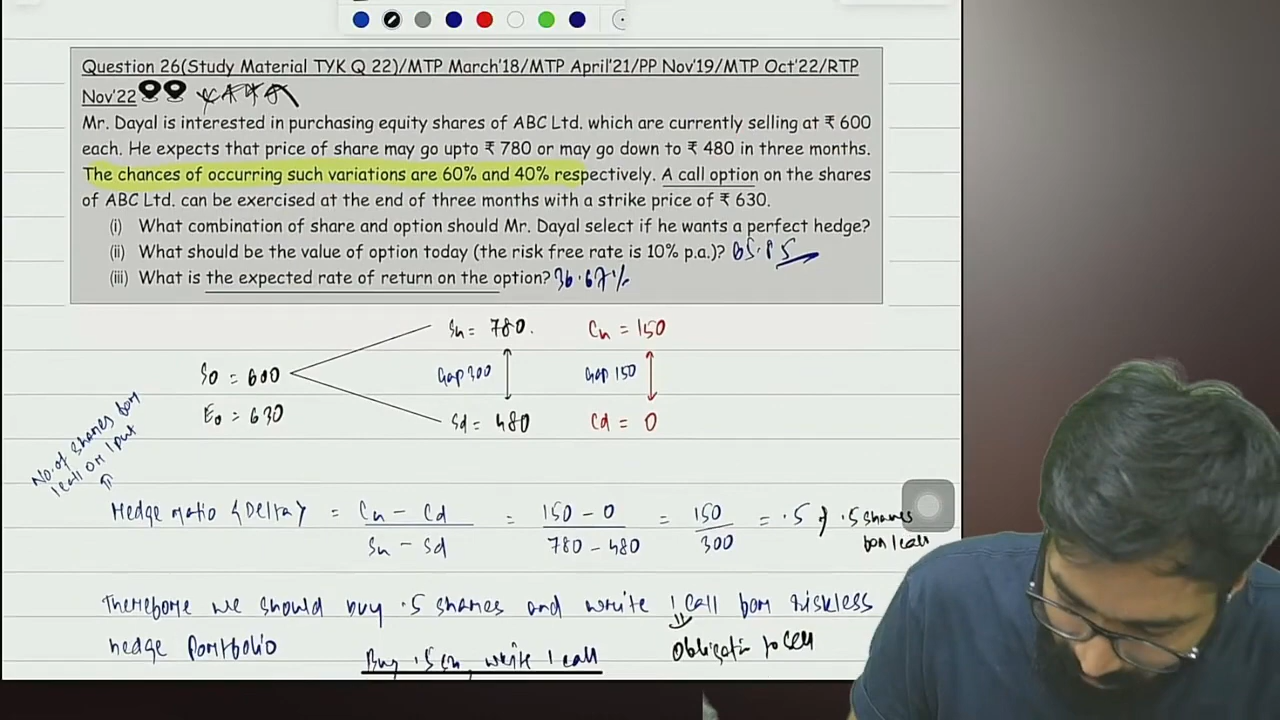 Question 26(Study Material TYK Q 22)/MTP March'18/MTP April'21/PP Nov'19/MTP Oct'22/RTP
Nov'22
Mr. Dayal is interested in purchasing equity shares of ABC Ltd. which are currently selling at ₹ 600
each. He expects that price of share may go upto ₹ 780 or may go down to ₹ 480 in three months.
The chances of occurring such variations are 60% and 40% respectively. A call option on the shares
of ABC Ltd. can be exercised at the end of three months with a strike price of ₹ 630.
(i) What combination of share and option should Mr. Dayal select if he wants a perfect hedge?
(ii) What should be the value of option today (the risk free rate is 10% p.a.)? 65.85
(iii) What is the expected rate of return on the option? 36.67%
Su = 780. Cu = 150
S0 = 600 Gap 300 Gap 150
E0 = 630 Sd = 480 Cd = 0
No. of shares for
1 call or 1 put
Hedge ratio {Delta} = Cu - Cd / Su - Sd = 150 - 0 / 780 - 480 = 150 / 300 = .5 .5 shares
for 1 call
Therefore we should buy .5 shares and write 1 call for riskless
hedge Portfolio
Obligation to sell
Buy .5 write 1 call